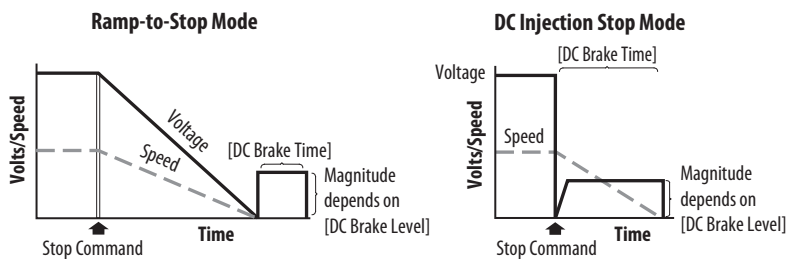 Ramp-to-Stop Mode
Volts/Speed
Voltage
Speed
[DC Brake Time]
Magnitude
depends on
[DC Brake Level]
Stop Command
Time
DC Injection Stop Mode
[DC Brake Time]
Voltage
Volts/Speed
Speed
Magnitude
depends on
[DC Brake Level]
Stop Command
Time